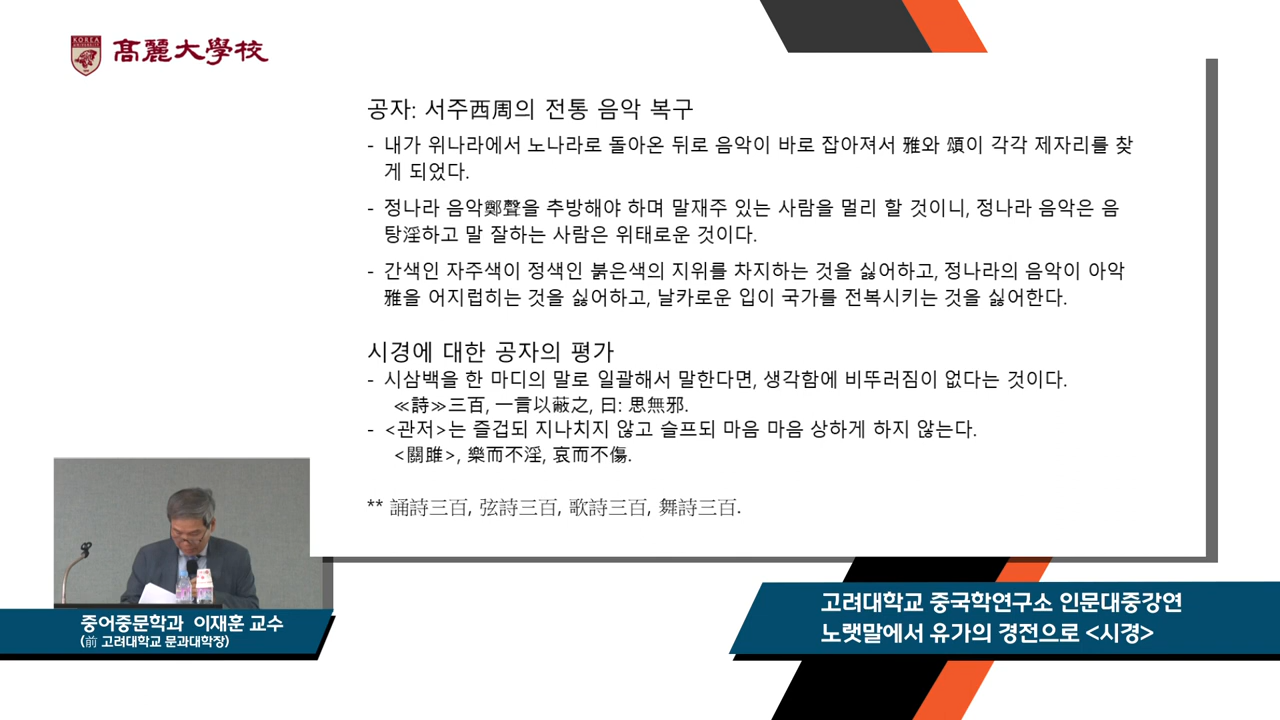 KOREA
UNIVERSITY
高麗大學校
공자: 서주西周의 전통 음악 복구
- 내가 위나라에서 노나라로 돌아온 뒤로 음악이 바로 잡아져서 雅와 頌이 각각 제자리를 찾
게 되었다.
- 정나라 음악鄭聲을 추방해야 하며 말재주 있는 사람을 멀리 할 것이니, 정나라 음악은 음
탕淫하고 말 잘하는 사람은 위태로운 것이다.
- 간색인 자주색이 정색인 붉은색의 지위를 차지하는 것을 싫어하고, 정나라의 음악이 아악
雅을 어지럽히는 것을 싫어하고, 날카로운 입이 국가를 전복시키는 것을 싫어한다.
시경에 대한 공자의 평가
- 시삼백을 한 마디의 말로 일괄해서 말한다면, 생각함에 비뚜러짐이 없다는 것이다.
≪詩≫三百, 一言以蔽之, 曰: 思無邪.
- <관저>는 즐겁되 지나치지 않고 슬프되 마음 마음 상하게 하지 않는다.
<關雎>, 樂而不淫, 哀而不傷.
** 誦詩三百, 弦詩三百, 歌詩三百, 舞詩三百.
중어중문학과 이재훈 교수
(前 고려대학교 문과대학장)
고려대학교 중국학연구소 인문대중강연
노랫말에서 유가의 경전으로 <시경>